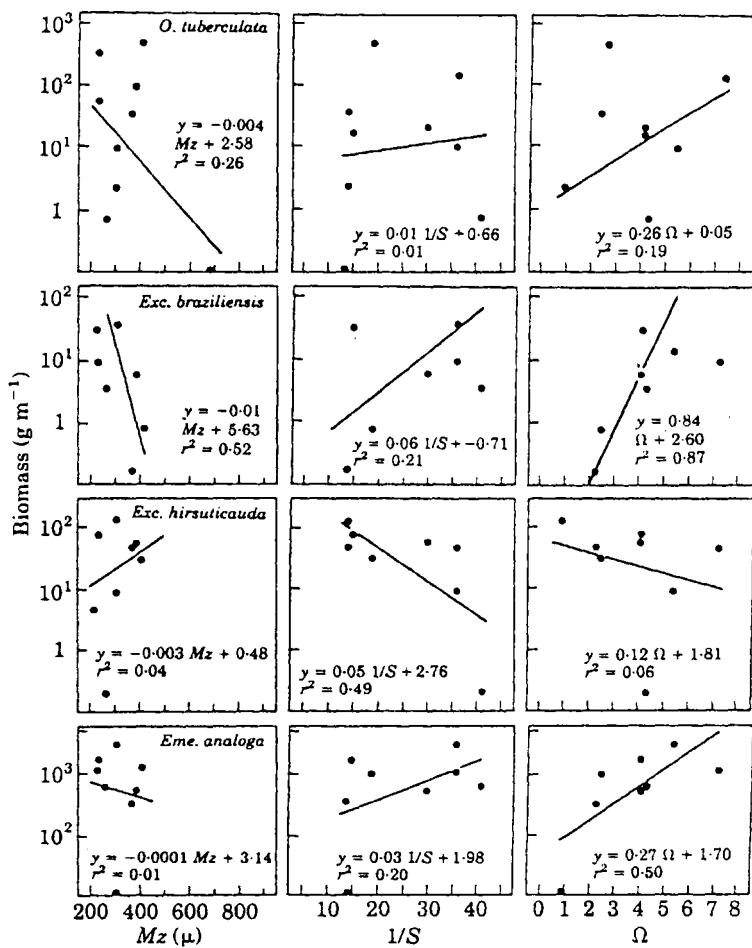 10³
10²
10¹
1
O. tuberculata
y = −0·004
Mz + 2·58
r² = 0·26
y = 0·01 1/S + 0·66
r² = 0·01
y = 0·26 Ω + 0·05
r² = 0·19
Biomass (g m⁻¹)
10²
10¹
1
Exc. braziliensis
y = −0·01
Mz + 5·63
r² = 0·52
y = 0·06 1/S + −0·71
r² = 0·21
y = 0·84
Ω + 2·60
r² = 0·87
10²
10¹
1
Exc. hirsuticauda
y = −0·003 Mz + 0·48
r² = 0·04
y = 0·05 1/S + 2·76
r² = 0·49
y = 0·12 Ω + 1·81
r² = 0·06
10³
10²
Eme. analoga
y = −0·0001 Mz + 3·14
r² = 0·01
y = 0·03 1/S + 1·98
r² = 0·20
y = 0·27 Ω + 1·70
r² = 0·50
200 400 600 800
10 20 30 40
0 1 2 3 4 5 6 7 8
Mz (μ)
1/S
Ω